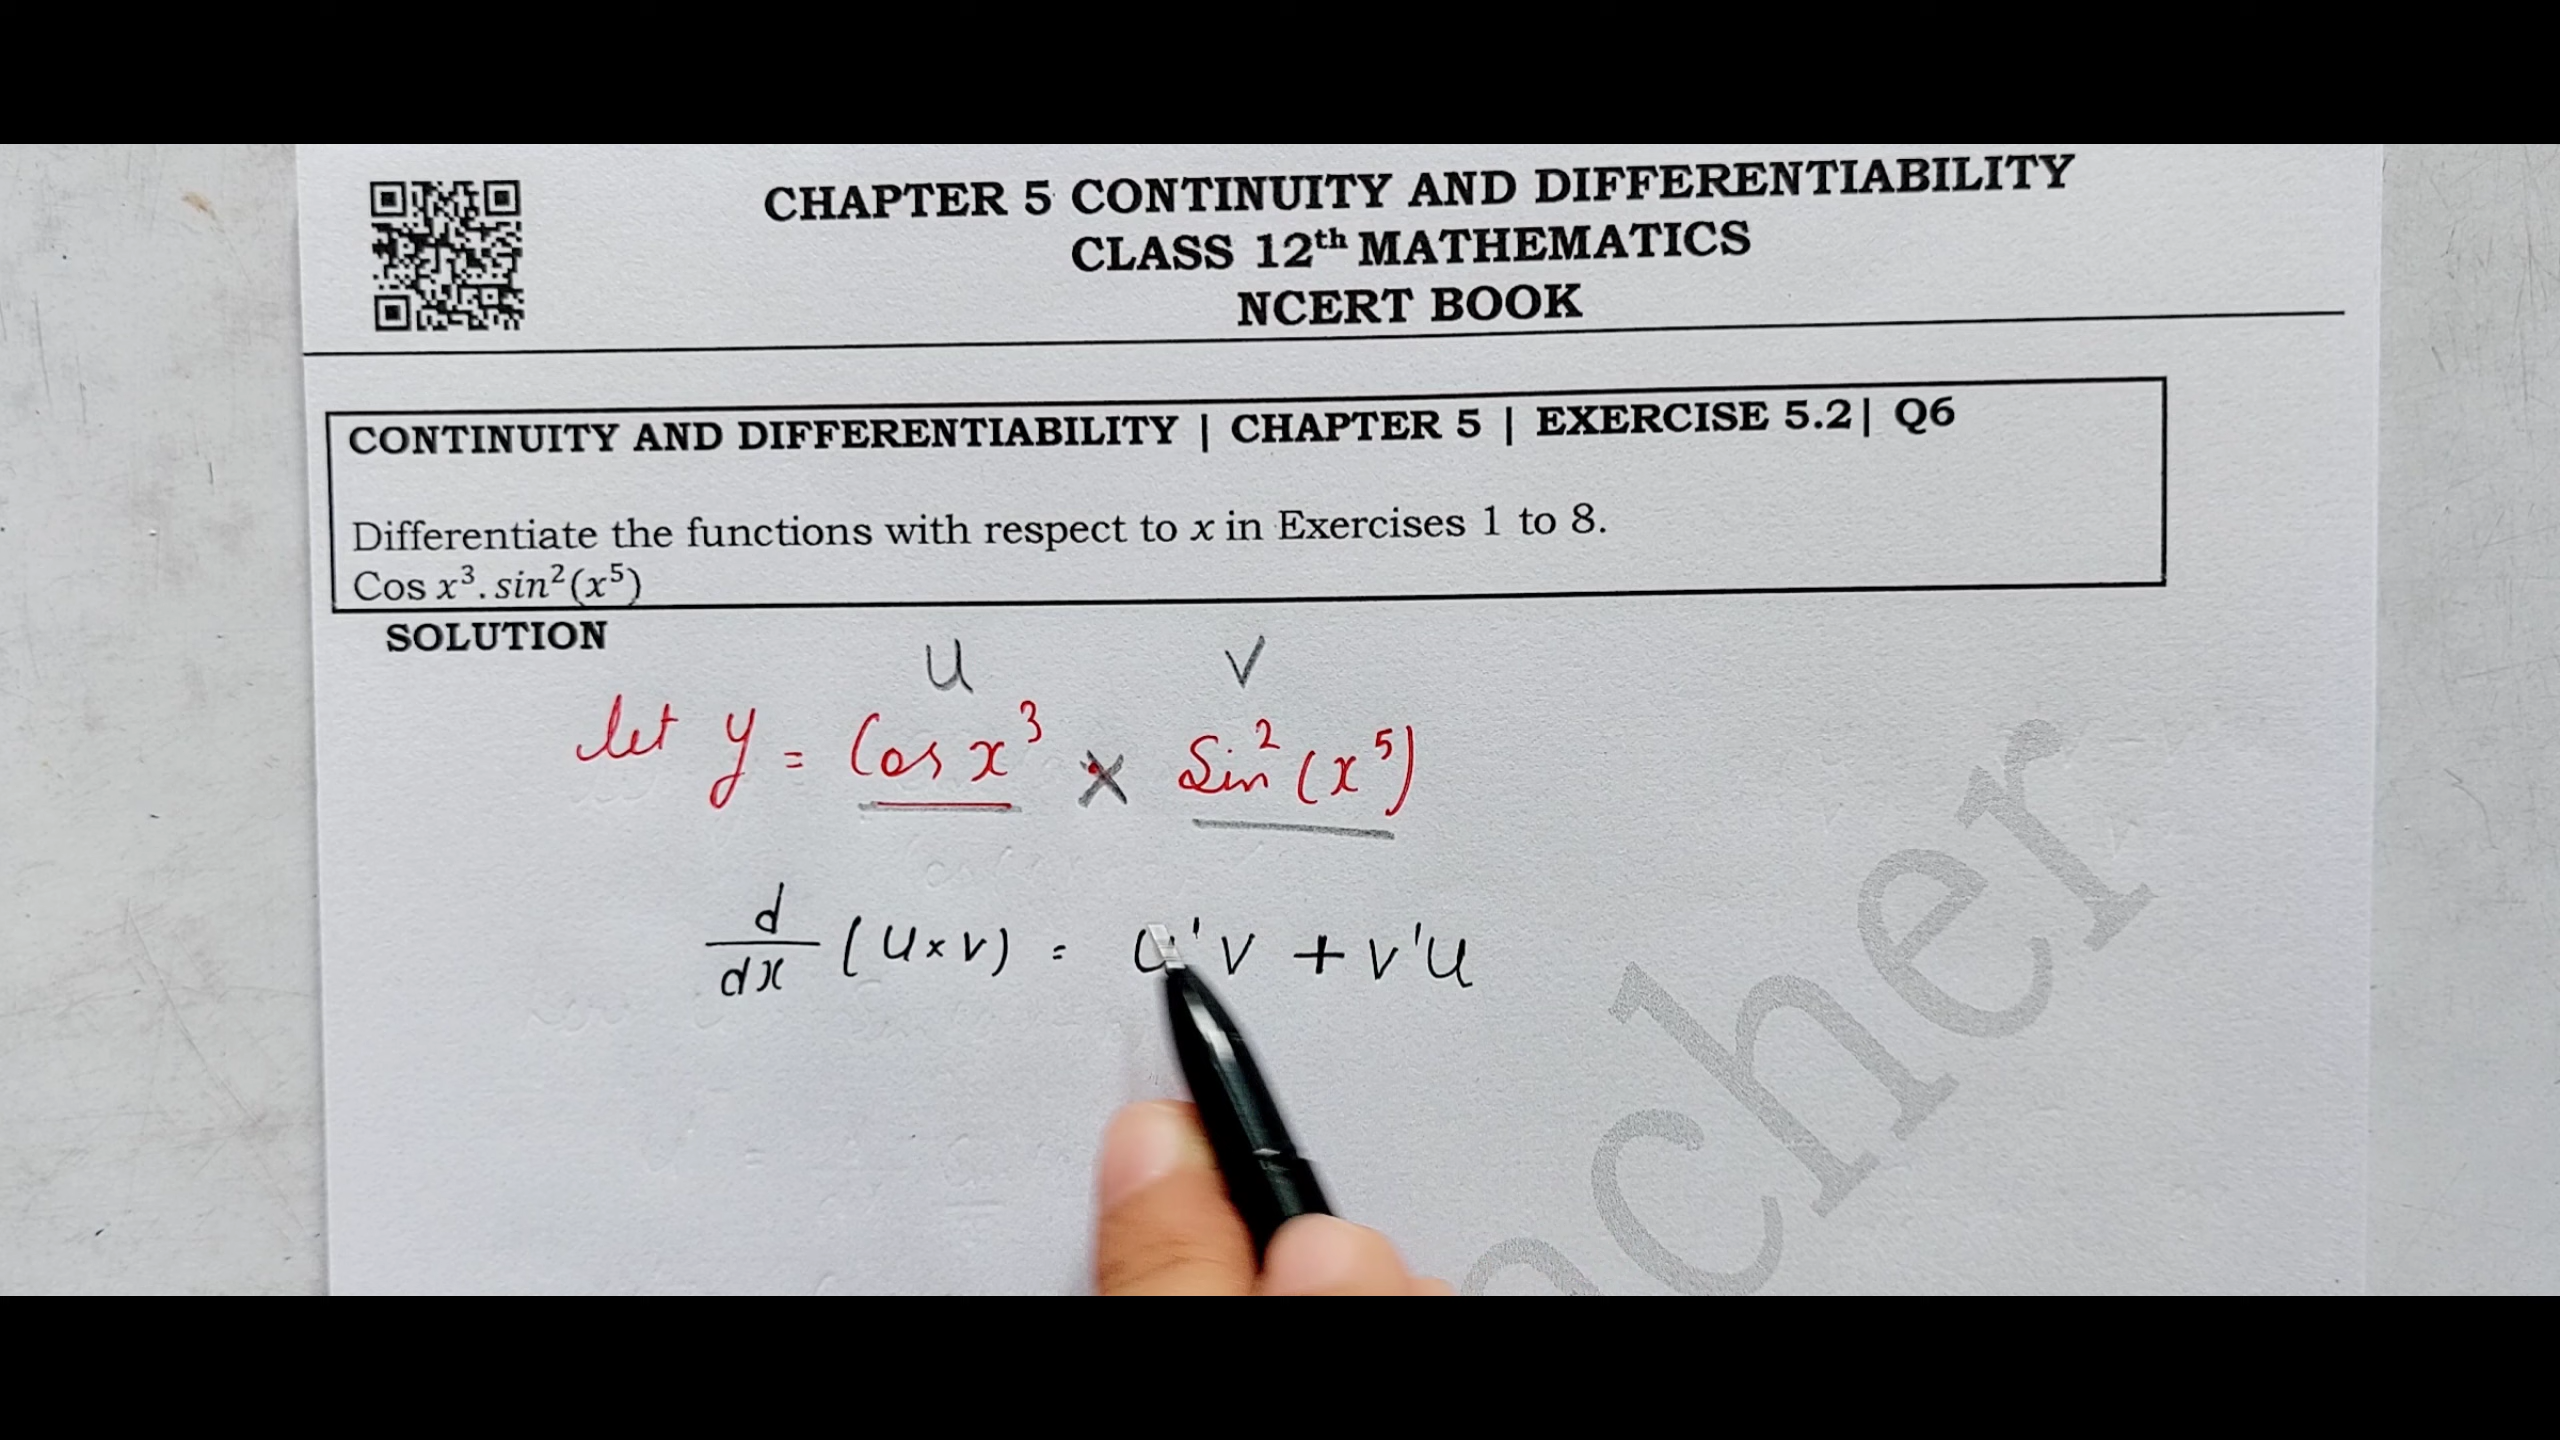 CHAPTER 5 CONTINUITY AND DIFFERENTIABILITY
CLASS 12th MATHEMATICS
NCERT BOOK
CONTINUITY AND DIFFERENTIABILITY | CHAPTER 5 | EXERCISE 5.2| Q6
Differentiate the functions with respect to x in Exercises 1 to 8.
Cos x³. sin²(x⁵)
SOLUTION
U V
let y = Cos x³ × Sin² (x⁵)
d/dx (U×V) = U'V + V'U